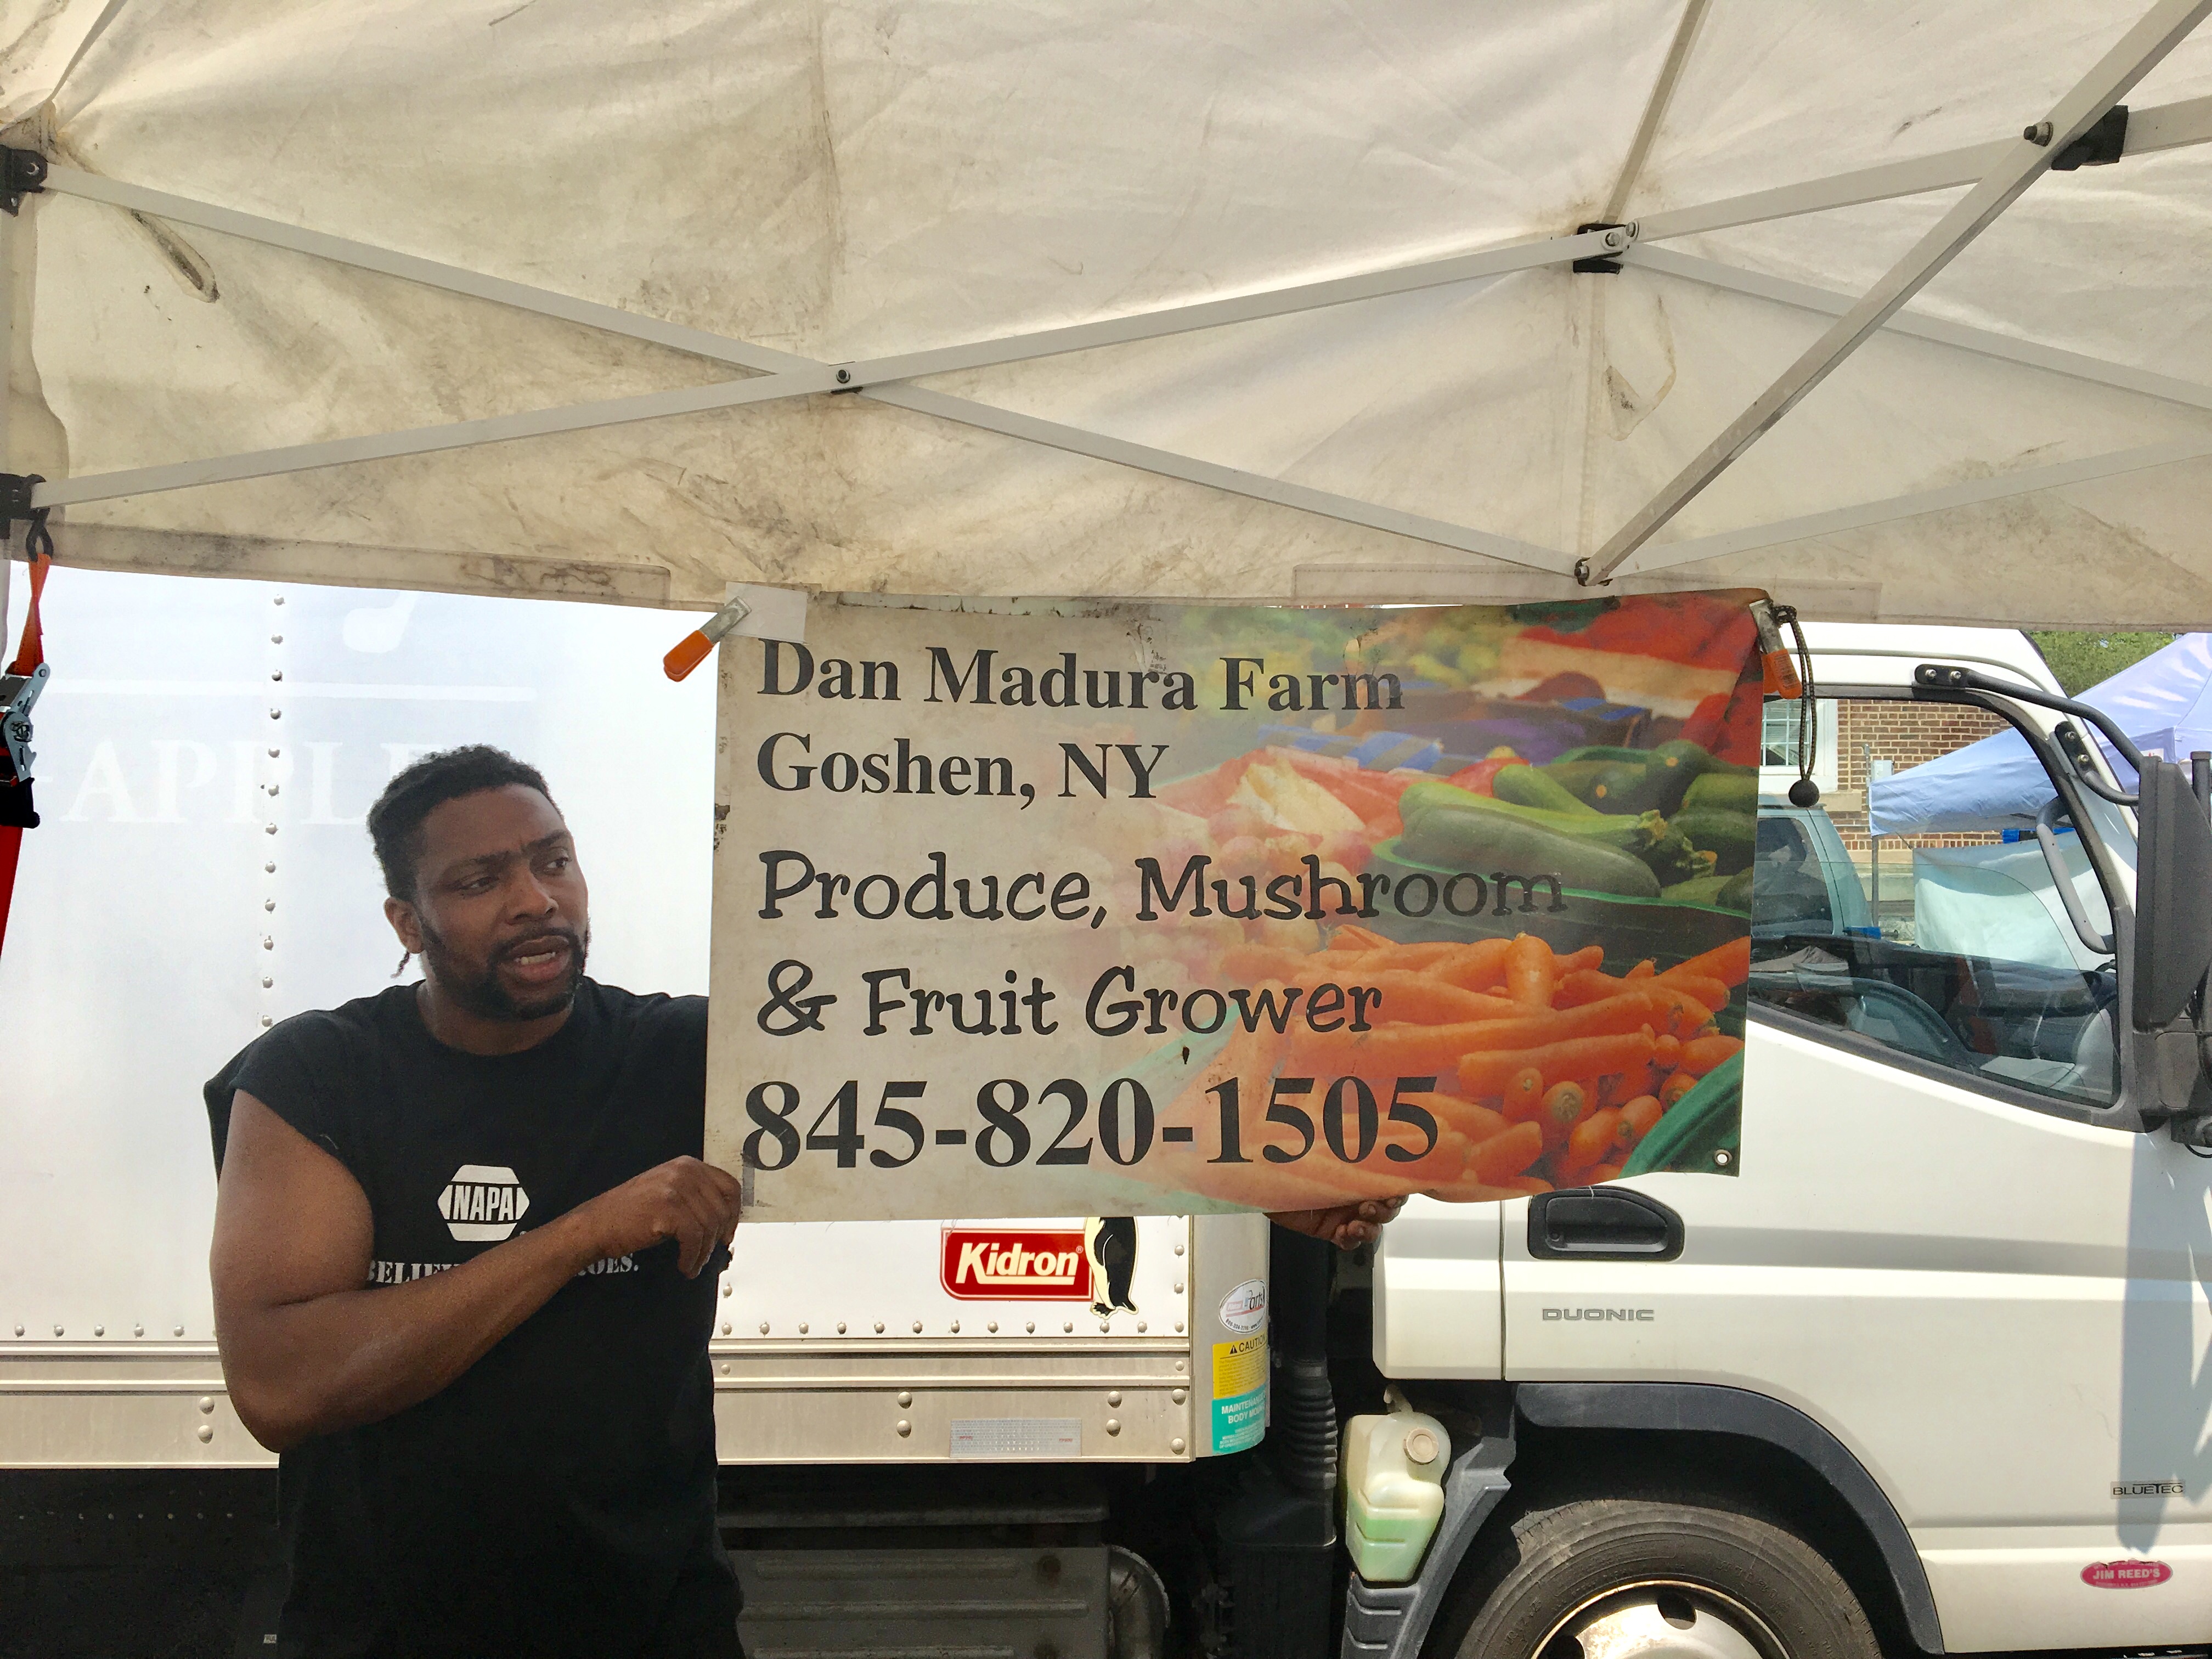 Dan Madura Farm
Goshen, NY
Produce, Mushroom
& Fruit Grower
845-820-1505
NAPA
Kidron®
CAUTION
MAINTENANCE
DUONIC
BLUETEC
JIM REED'S